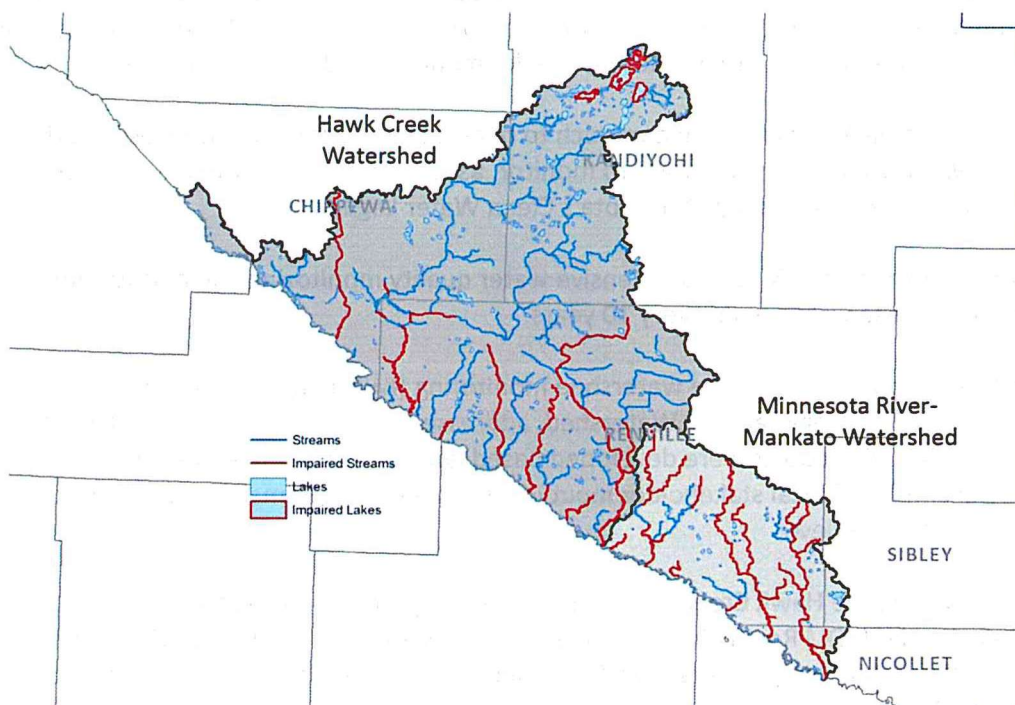 Hawk Creek
Watershed
KANDIYOHI
CHIPPEWA
Minnesota River-
Mankato Watershed
RENVILLE
Streams
Impaired Streams
Lakes
Impaired Lakes
SIBLEY
NICOLLET